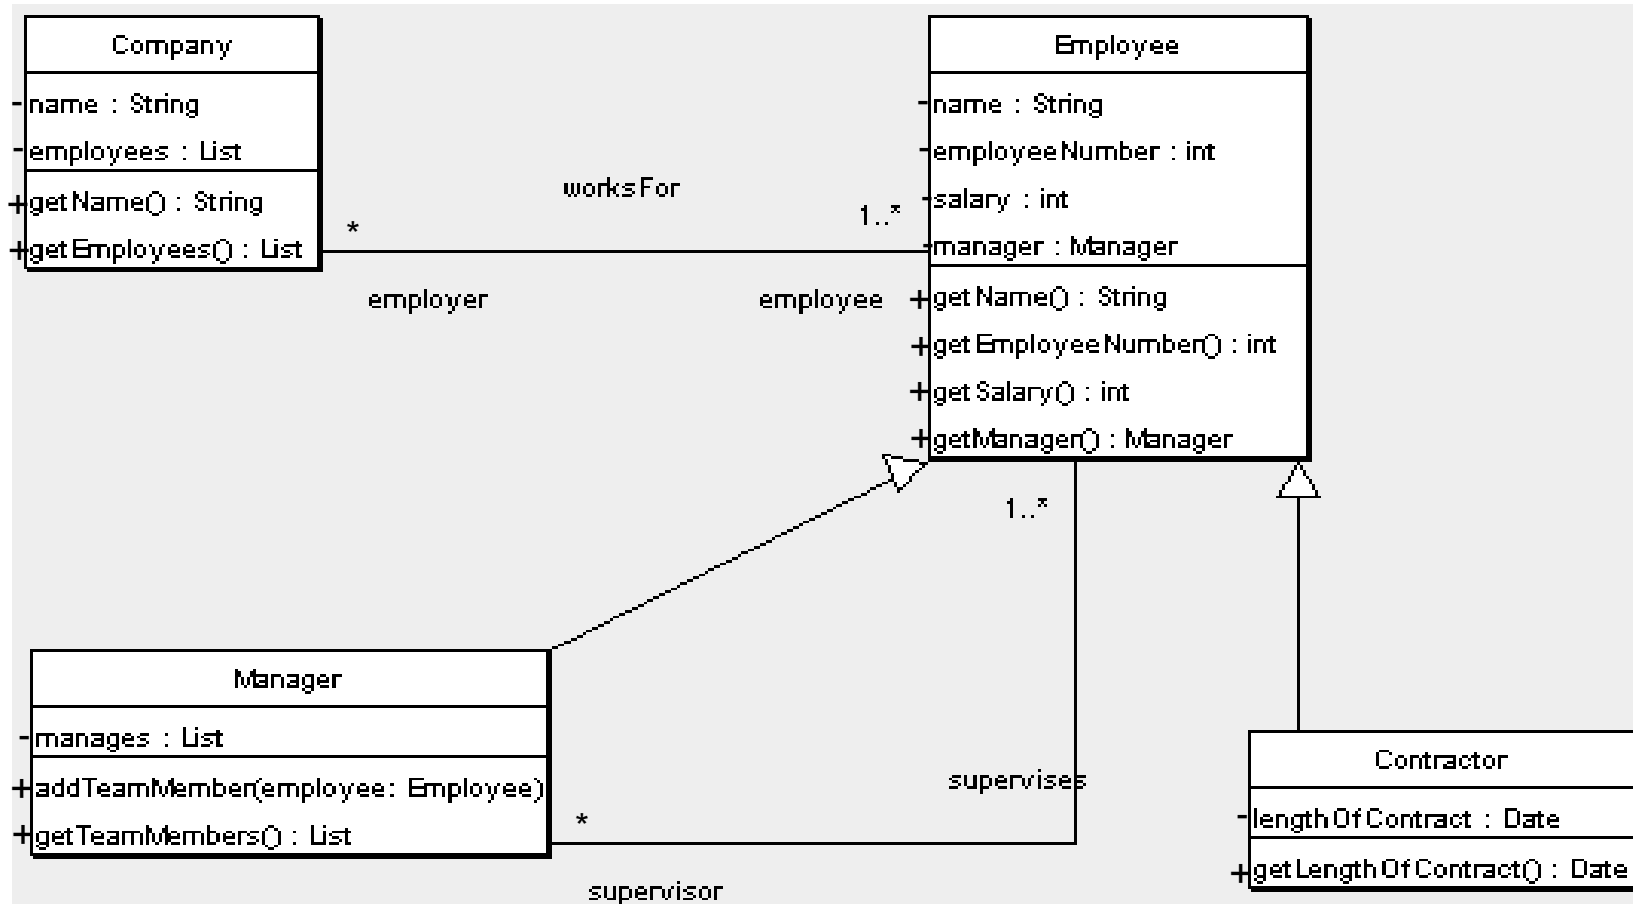 Company
-name : String
-employees : List
+getName() : String
+getEmployees() : List
worksFor
*
1..*
employer
employee
Employee
-name : String
-employeeNumber : int
-salary : int
-manager : Manager
+getName() : String
+getEmployeeNumber() : int
+getSalary() : int
+getManager() : Manager
1..*
Manager
-manages : List
+addTeamMember(employee: Employee)
+getTeamMembers() : List
*
supervises
supervisor
Contractor
-lengthOfContract : Date
+getLengthOfContract() : Date